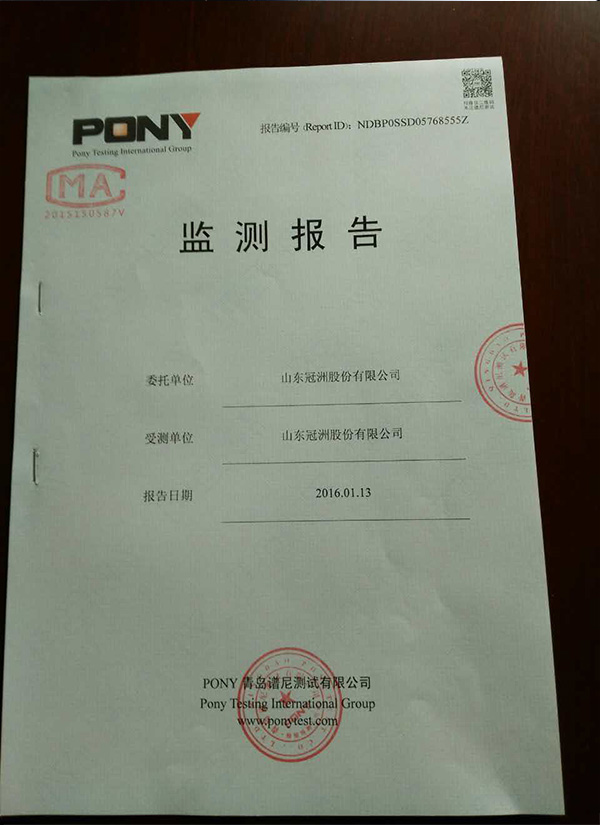 PONY
Pony Testing International Group
报告编号 (Report ID): NDBP0SSD05768555Z
MA
2015150587V
监测报告
委托单位 山东冠洲股份有限公司
受测单位 山东冠洲股份有限公司
报告日期 2016.01.13
PONY 青岛谱尼测试有限公司
Pony Testing International Group
www.ponytest.com